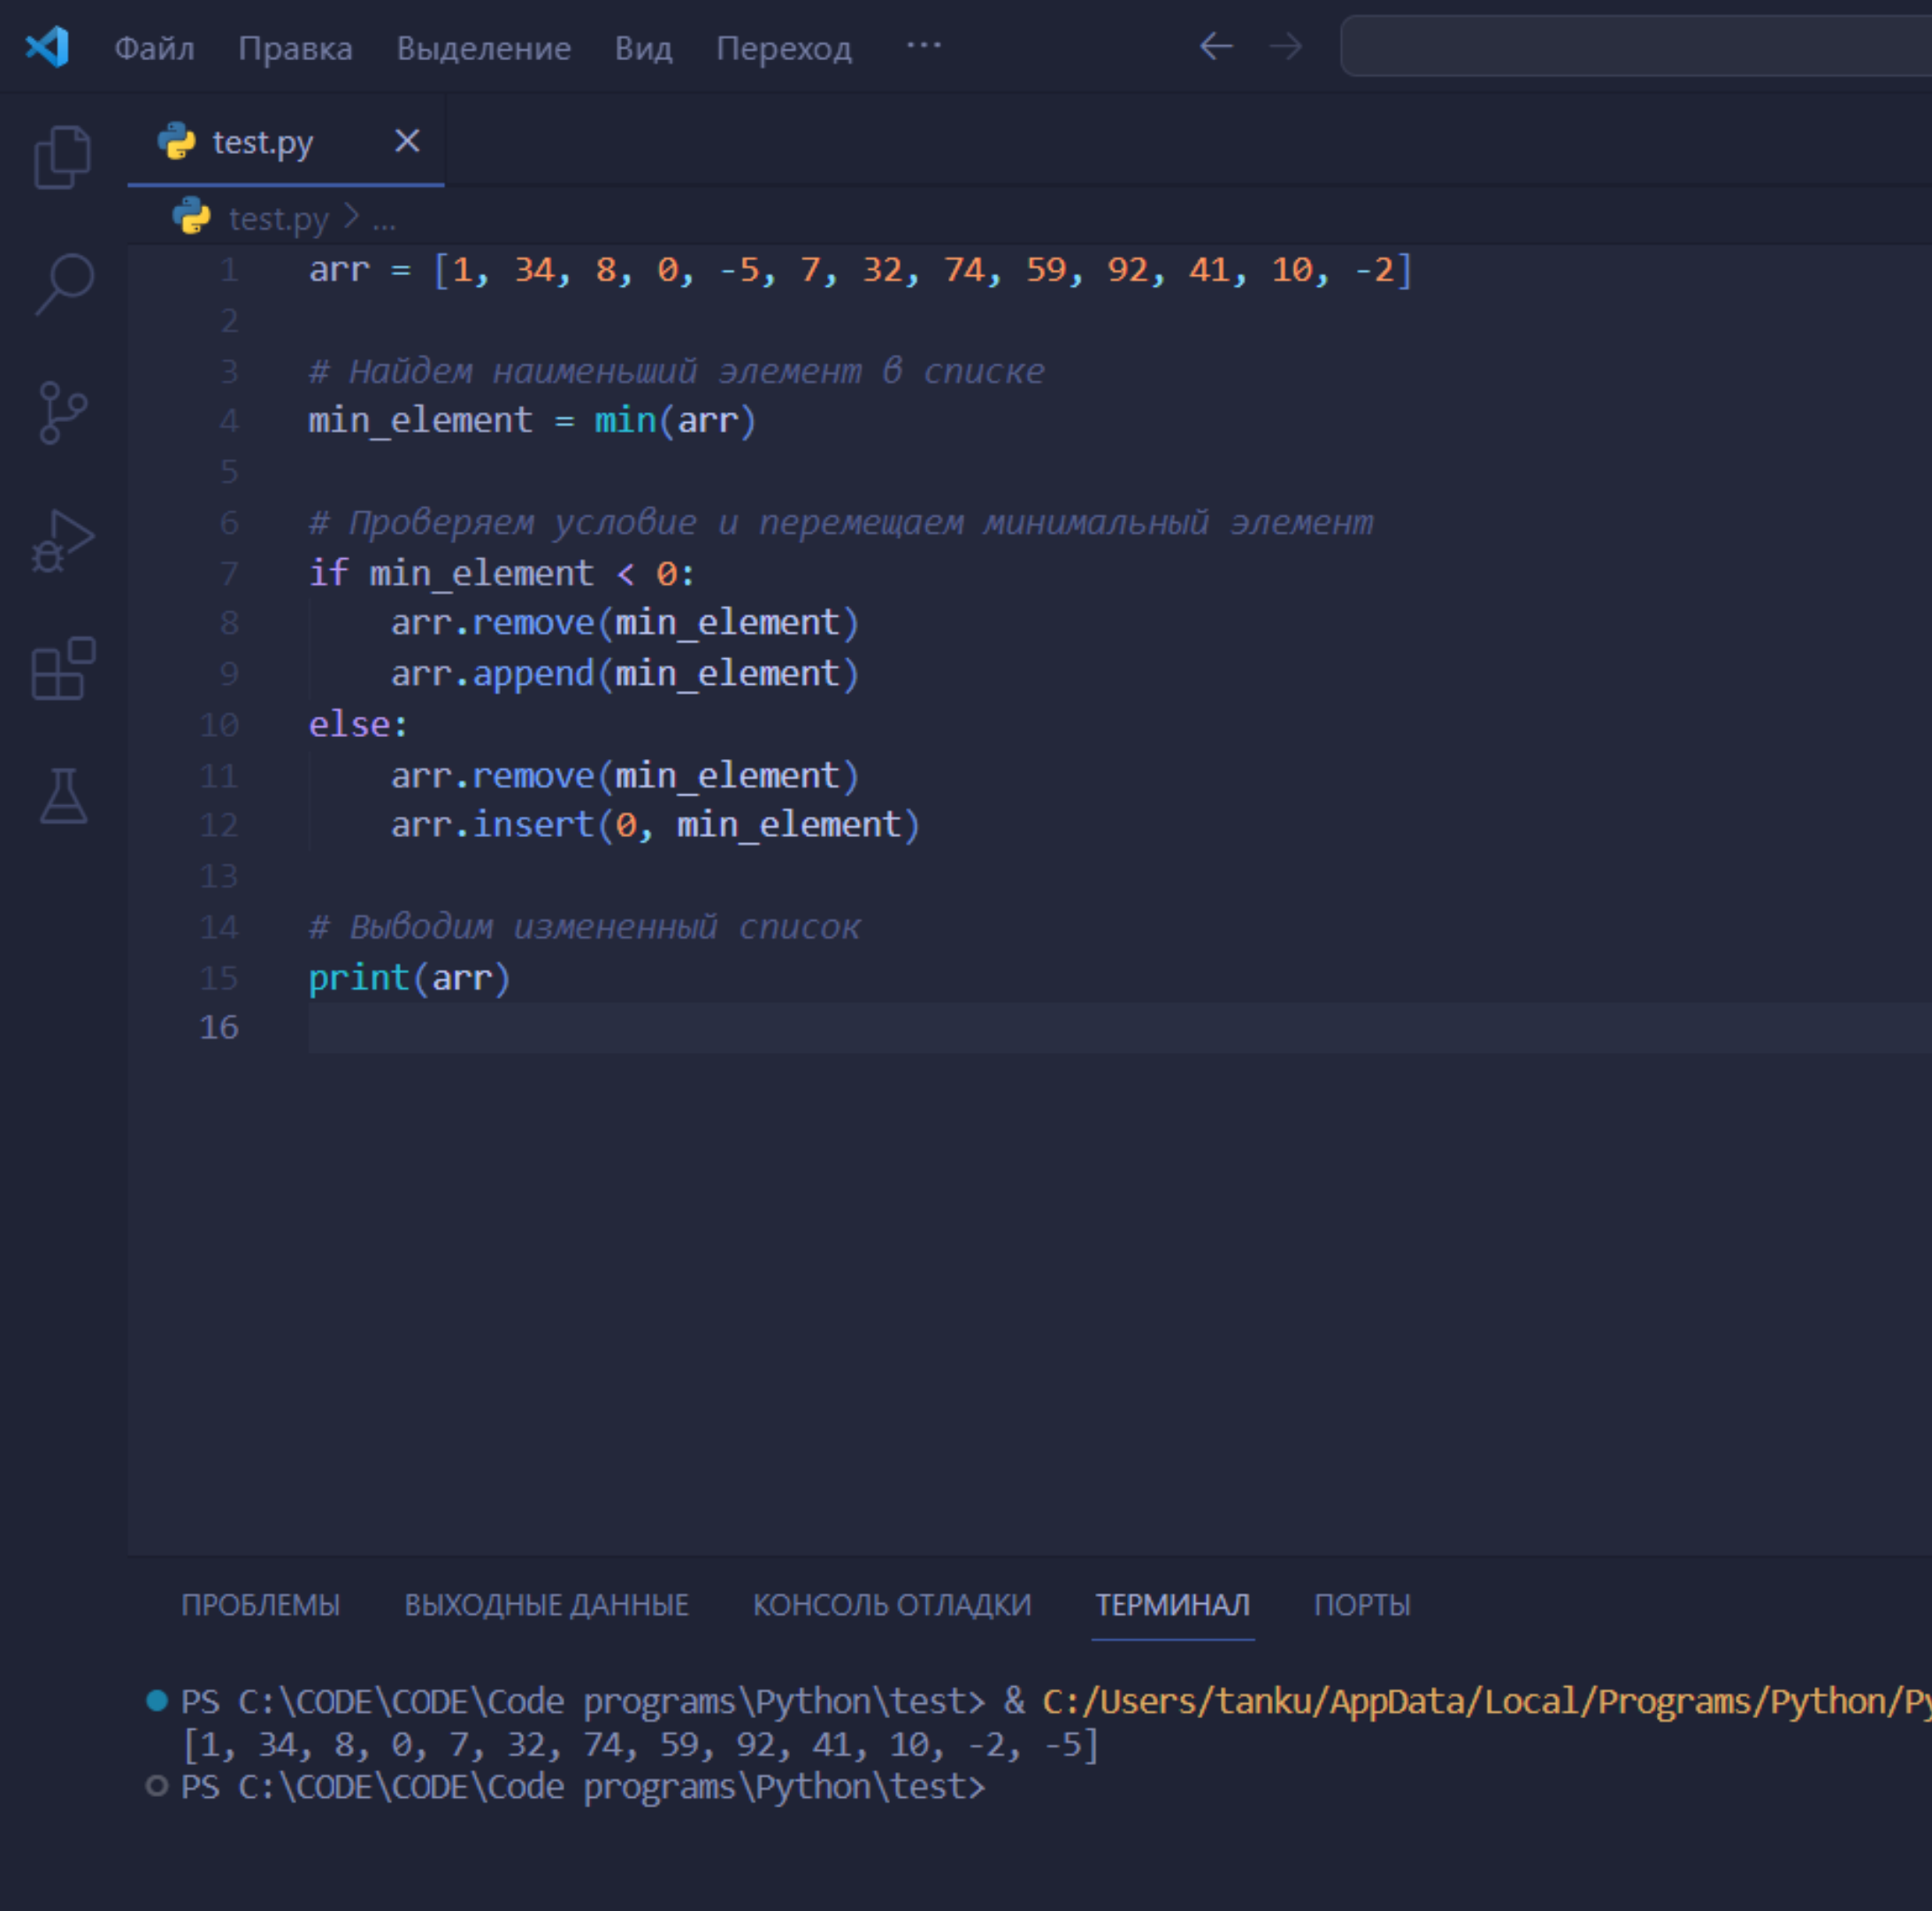 Файл Правка Выделение Вид Переход ...
test.py
test.py > ...
1 arr = [1, 34, 8, 0, -5, 7, 32, 74, 59, 92, 41, 10, -2]
2
3 # Найдем наименьший элемент в списке
4 min_element = min(arr)
5
6 # Проверяем условие и перемещаем минимальный элемент
7 if min_element < 0:
8     arr.remove(min_element)
9     arr.append(min_element)
10 else:
11     arr.remove(min_element)
12     arr.insert(0, min_element)
13
14 # Выводим измененный список
15 print(arr)
16
ПРОБЛЕМЫ ВЫХОДНЫЕ ДАННЫЕ КОНСОЛЬ ОТЛАДКИ ТЕРМИНАЛ ПОРТЫ
PS C:\CODE\CODE\Code programs\Python\test> & C:/Users/tanku/AppData/Local/Programs/Python/Py
[1, 34, 8, 0, 7, 32, 74, 59, 92, 41, 10, -2, -5]
PS C:\CODE\CODE\Code programs\Python\test>